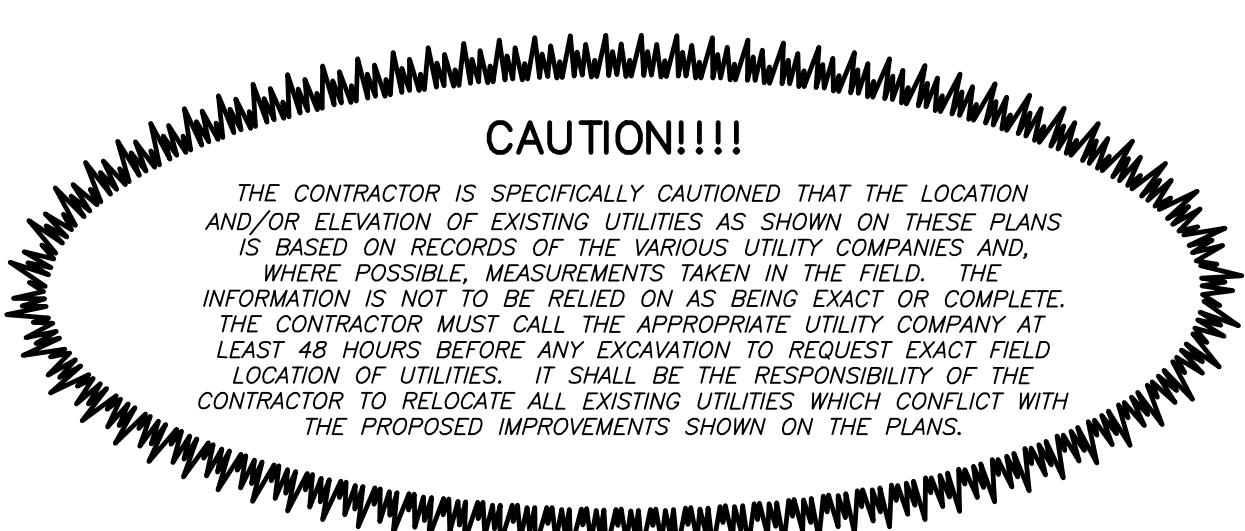 CAUTION!!!!
THE CONTRACTOR IS SPECIFICALLY CAUTIONED THAT THE LOCATION
AND/OR ELEVATION OF EXISTING UTILITIES AS SHOWN ON THESE PLANS
IS BASED ON RECORDS OF THE VARIOUS UTILITY COMPANIES AND,
WHERE POSSIBLE, MEASUREMENTS TAKEN IN THE FIELD. THE
INFORMATION IS NOT TO BE RELIED ON AS BEING EXACT OR COMPLETE.
THE CONTRACTOR MUST CALL THE APPROPRIATE UTILITY COMPANY AT
LEAST 48 HOURS BEFORE ANY EXCAVATION TO REQUEST EXACT FIELD
LOCATION OF UTILITIES. IT SHALL BE THE RESPONSIBILITY OF THE
CONTRACTOR TO RELOCATE ALL EXISTING UTILITIES WHICH CONFLICT WITH
THE PROPOSED IMPROVEMENTS SHOWN ON THE PLANS.